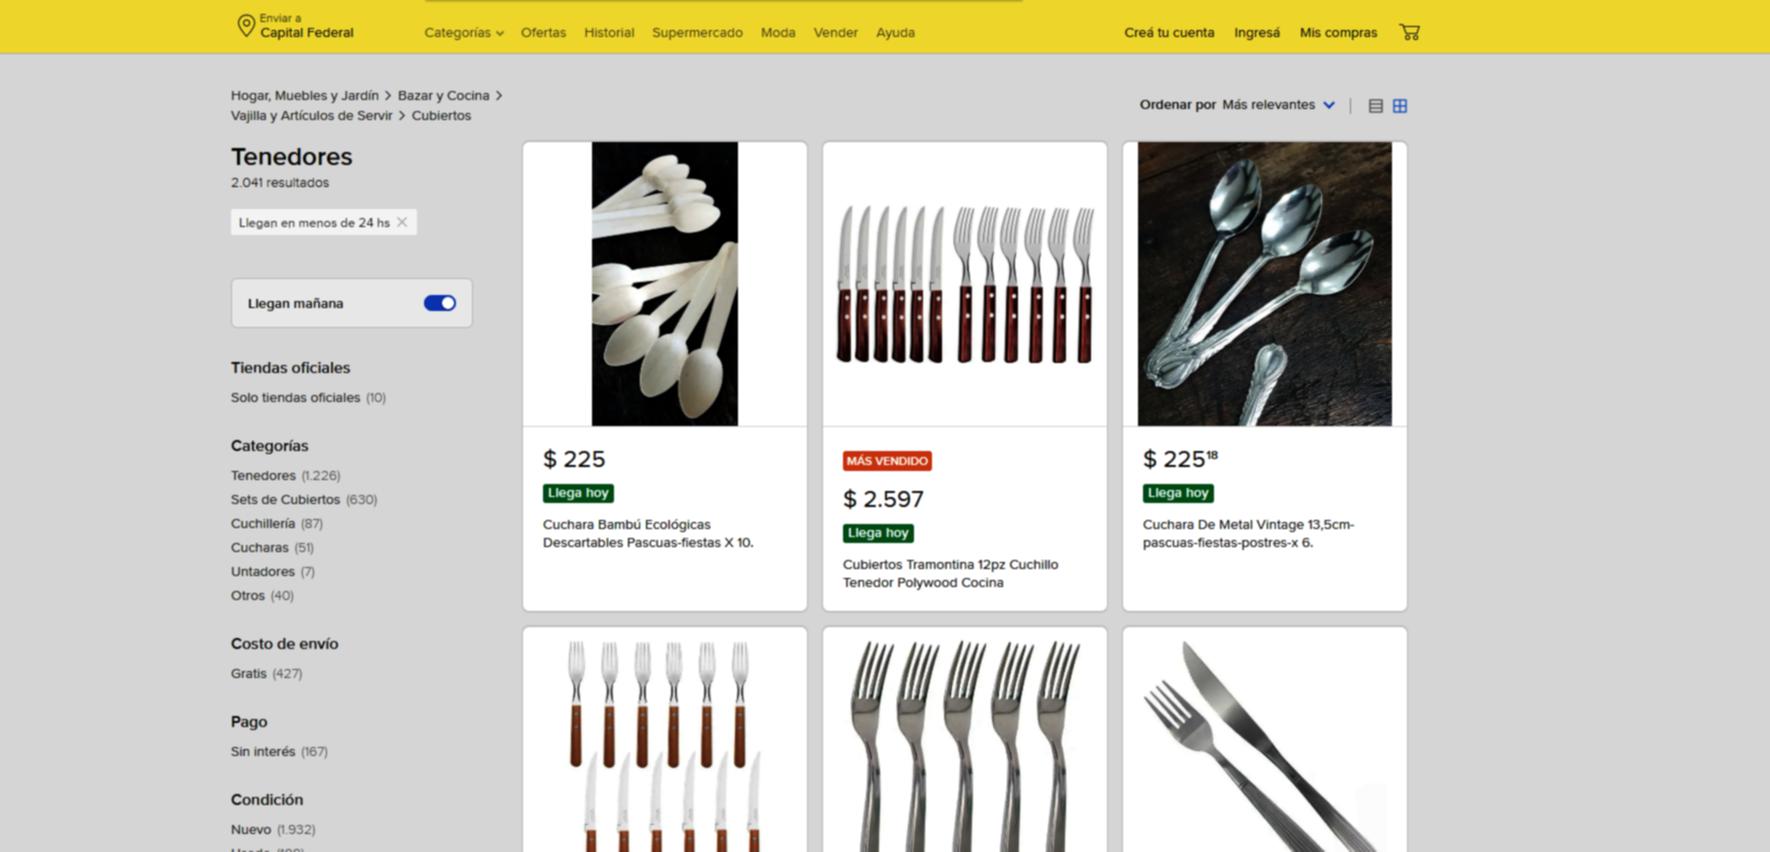 Enviar a
Capital Federal
Categorías
Ofertas
Historial
Supermercado
Moda
Vender
Ayuda
Creá tu cuenta
Ingresá
Mis compras
Hogar, Muebles y Jardín > Bazar y Cocina >
Vajilla y Artículos de Servir > Cubiertos
Ordenar por Más relevantes
Tenedores
2.041 resultados
Llegan en menos de 24 hs
Llegan mañana
Tiendas oficiales
Solo tiendas oficiales (10)
Categorías
Tenedores (1.226)
Sets de Cubiertos (630)
Cuchillería (87)
Cucharas (51)
Untadores (7)
Otros (40)
Costo de envío
Gratis (427)
Pago
Sin interés (167)
Condición
Nuevo (1.932)
$ 225
Llega hoy
Cuchara Bambú Ecológicas
Descartables Pascuas-fiestas X 10.
MÁS VENDIDO
$ 2.597
Llega hoy
Cubiertos Tramontina 12pz Cuchillo
Tenedor Polywood Cocina
$ 225 18
Llega hoy
Cuchara De Metal Vintage 13,5cm-
pascuas-fiestas-postres-x 6.